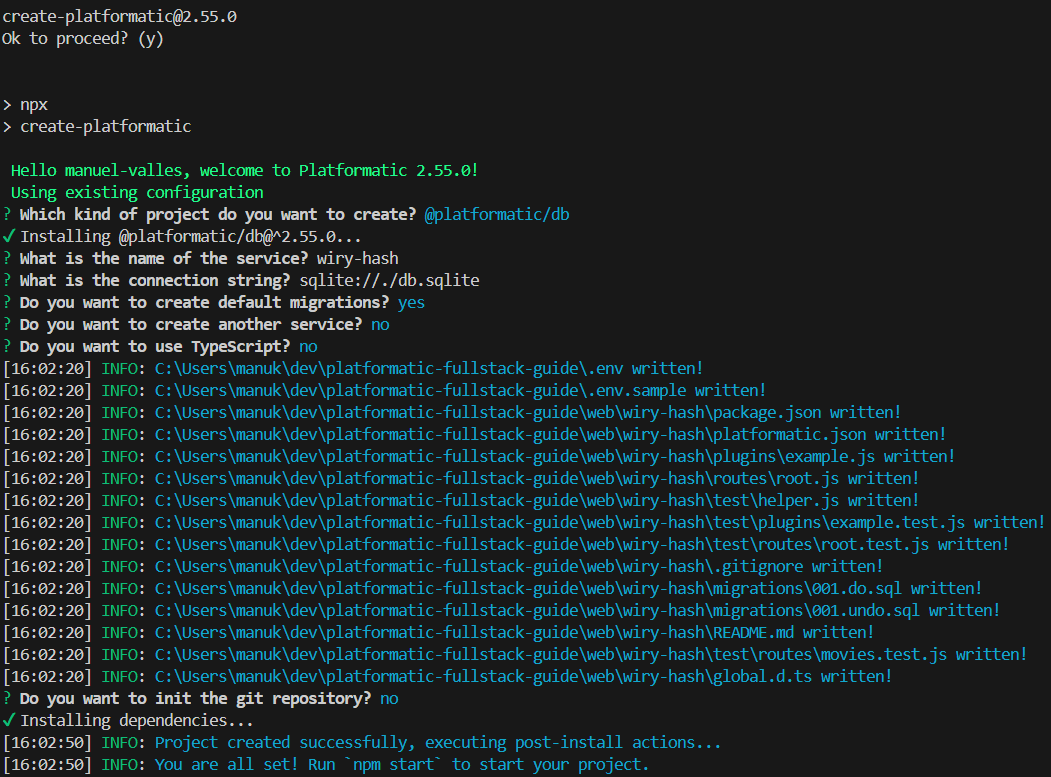 create-platformatic@2.55.0
Ok to proceed? (y)
> npx
> create-platformatic
Hello manuel-valles, welcome to Platformatic 2.55.0!
Using existing configuration
? Which kind of project do you want to create? @platformatic/db
✓ Installing @platformatic/db@^2.55.0...
? What is the name of the service? wiry-hash
? What is the connection string? sqlite://./db.sqlite
? Do you want to create default migrations? yes
? Do you want to create another service? no
? Do you want to use TypeScript? no
[16:02:20] INFO: C:\Users\manuk\dev\platformatic-fullstack-guide\.env written!
[16:02:20] INFO: C:\Users\manuk\dev\platformatic-fullstack-guide\.env.sample written!
[16:02:20] INFO: C:\Users\manuk\dev\platformatic-fullstack-guide\web\wiry-hash\package.json written!
[16:02:20] INFO: C:\Users\manuk\dev\platformatic-fullstack-guide\web\wiry-hash\platformatic.json written!
[16:02:20] INFO: C:\Users\manuk\dev\platformatic-fullstack-guide\web\wiry-hash\plugins\example.js written!
[16:02:20] INFO: C:\Users\manuk\dev\platformatic-fullstack-guide\web\wiry-hash\routes\root.js written!
[16:02:20] INFO: C:\Users\manuk\dev\platformatic-fullstack-guide\web\wiry-hash\test\helper.js written!
[16:02:20] INFO: C:\Users\manuk\dev\platformatic-fullstack-guide\web\wiry-hash\test\plugins\example.test.js written!
[16:02:20] INFO: C:\Users\manuk\dev\platformatic-fullstack-guide\web\wiry-hash\test\routes\root.test.js written!
[16:02:20] INFO: C:\Users\manuk\dev\platformatic-fullstack-guide\web\wiry-hash\.gitignore written!
[16:02:20] INFO: C:\Users\manuk\dev\platformatic-fullstack-guide\web\wiry-hash\migrations\001.do.sql written!
[16:02:20] INFO: C:\Users\manuk\dev\platformatic-fullstack-guide\web\wiry-hash\migrations\001.undo.sql written!
[16:02:20] INFO: C:\Users\manuk\dev\platformatic-fullstack-guide\web\wiry-hash\README.md written!
[16:02:20] INFO: C:\Users\manuk\dev\platformatic-fullstack-guide\web\wiry-hash\test\routes\movies.test.js written!
[16:02:20] INFO: C:\Users\manuk\dev\platformatic-fullstack-guide\web\wiry-hash\global.d.ts written!
? Do you want to init the git repository? no
✓ Installing dependencies...
[16:02:50] INFO: Project created successfully, executing post-install actions...
[16:02:50] INFO: You are all set! Run `npm start` to start your project.